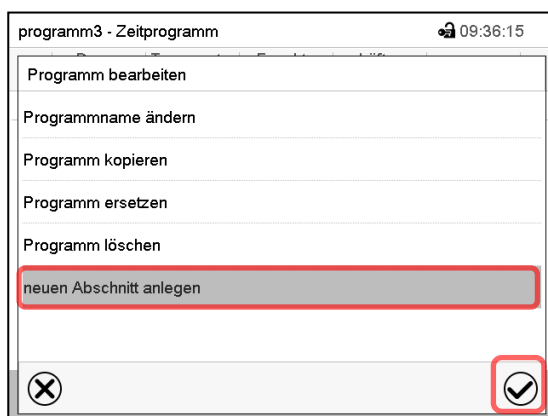 programm3 - Zeitprogramm 09:36:15
Programm bearbeiten
Programmname ändern
Programm kopieren
Programm ersetzen
Programm löschen
neuen Abschnitt anlegen